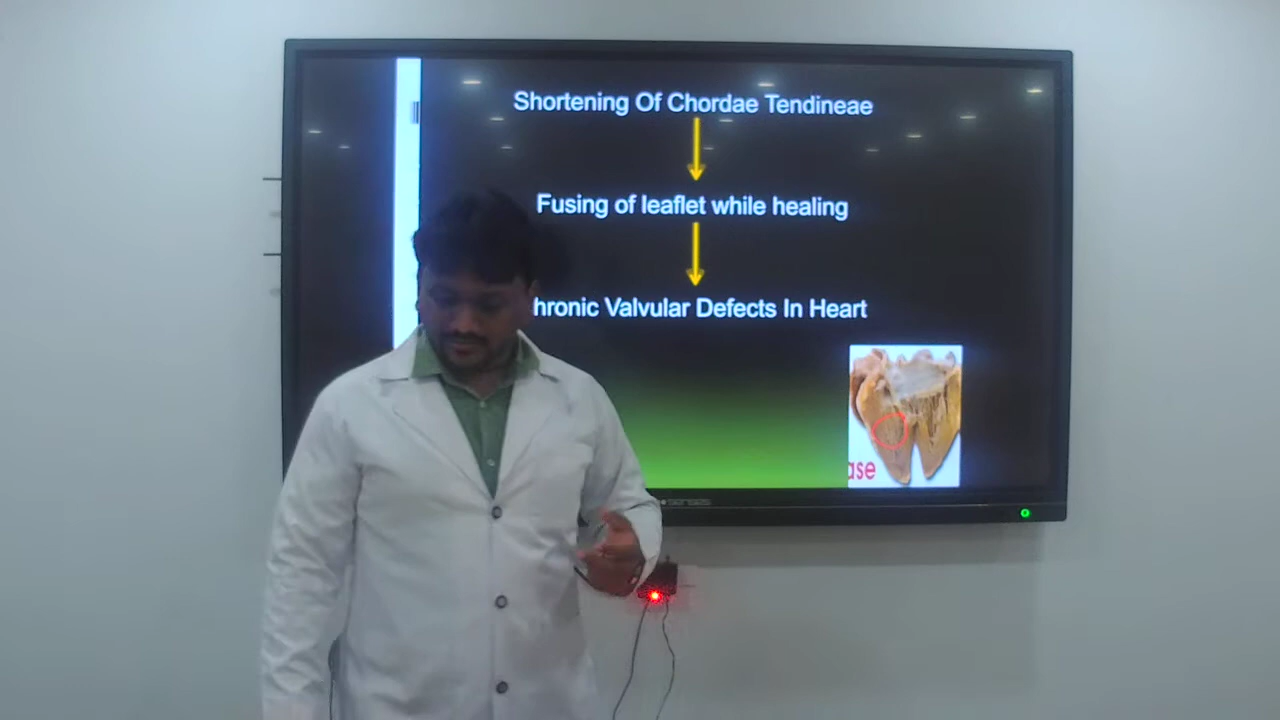 Shortening Of Chordae Tendineae
Fusing of leaflet while healing
hronic Valvular Defects In Heart
ase